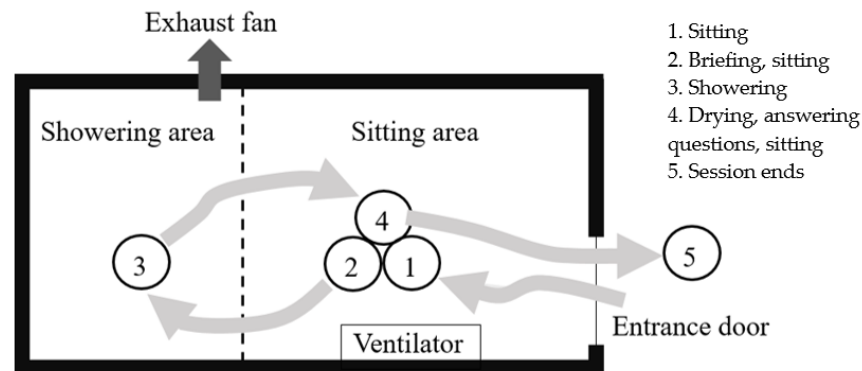 Exhaust fan
Showering area
Sitting area
1. Sitting
2. Briefing, sitting
3. Showering
4. Drying, answering
questions, sitting
5. Session ends
4
3
2
1
5
Ventilator
Entrance door